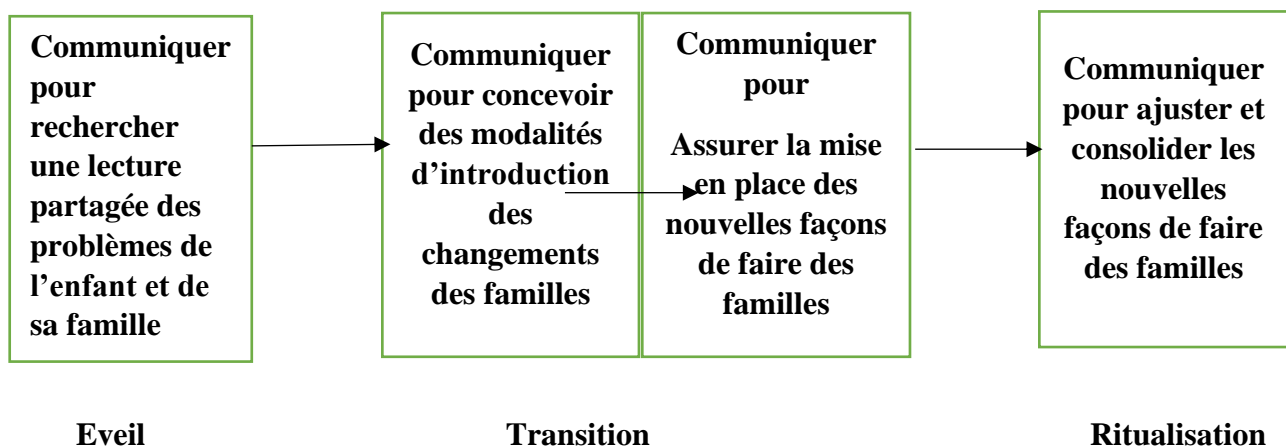 Communiquer
pour
rechercher
une lecture
partagée des
problèmes de
l'enfant et de
sa famille
Communiquer
pour concevoir
des modalités
d'introduction
des
changements
des familles
Communiquer
pour
Assurer la mise
en place des
nouvelles façons
de faire des
familles
Communiquer
pour ajuster et
consolider les
nouvelles
façons de faire
des familles
Eveil
Transition
Ritualisation